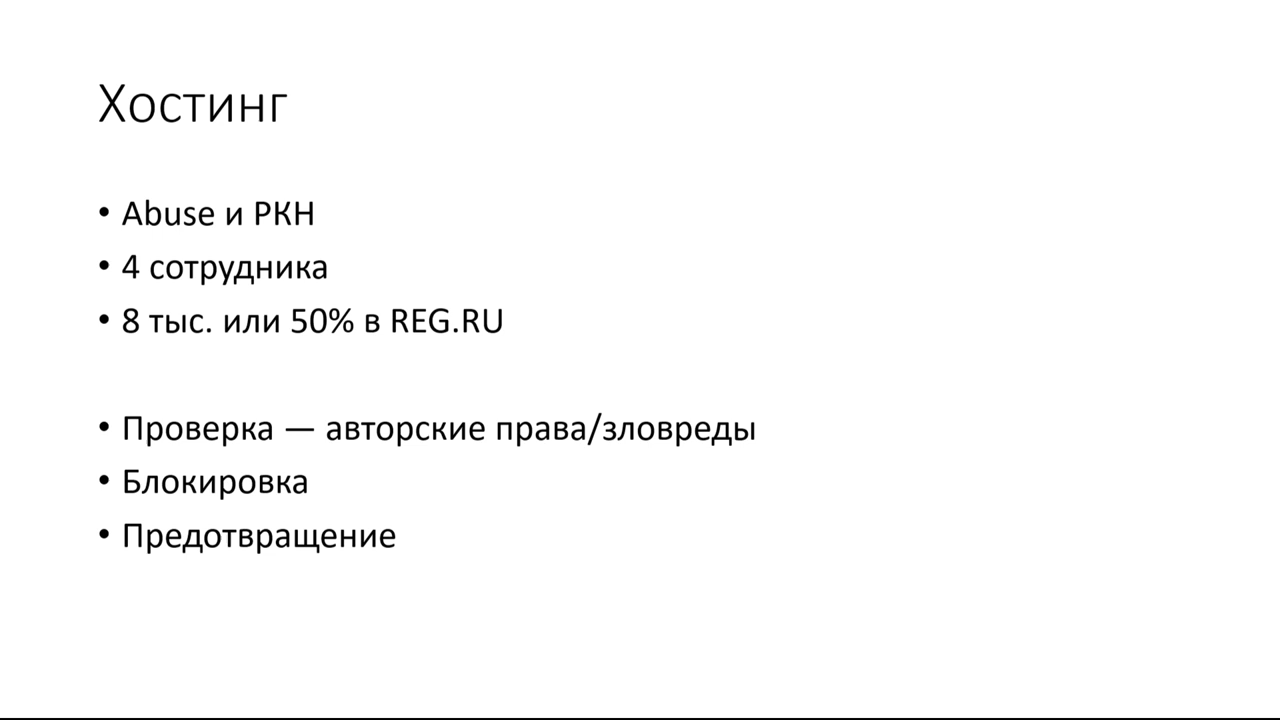 Хостинг
• Abuse и РКН
• 4 сотрудника
• 8 тыс. или 50% в REG.RU
• Проверка — авторские права/зловреды
• Блокировка
• Предотвращение